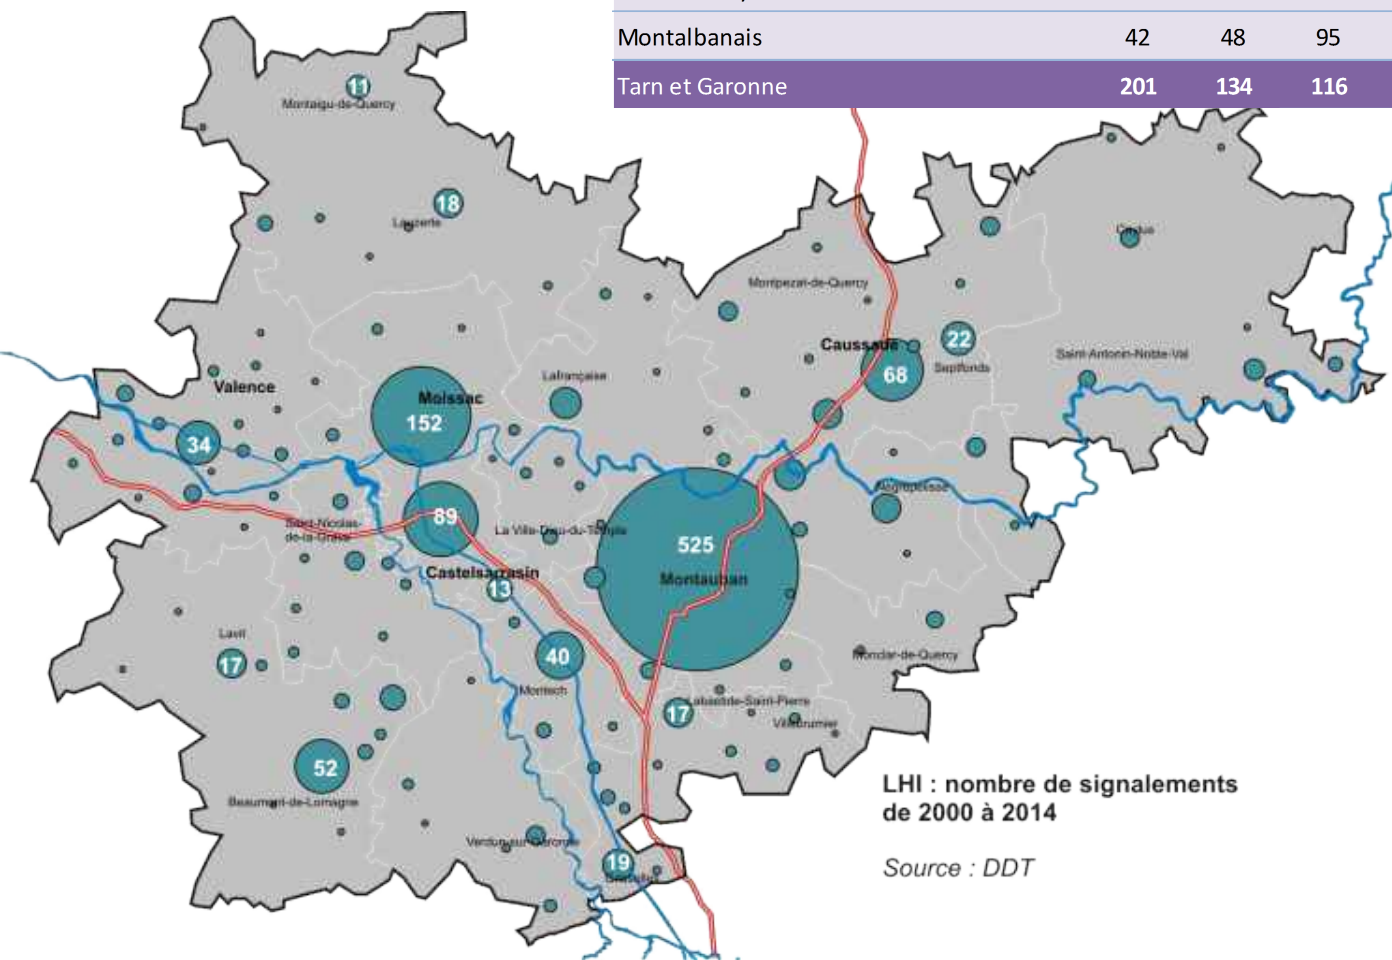 Montalbanais 42 48 95
Tarn et Garonne 201 134 116
11
Montaigu-de-Quercy
18
Lauzerte
Caylus
Montpezat-de-Quercy
Caussade
22
Septfonds
Saint-Antonin-Noble-Val
68
Valence
Lafrançaise
Moissac
152
34
Nègrepelisse
89
Saint-Nicolas-
de-la-Grave
La Ville-Dieu-du-Temple
525
Montauban
Castelsarrasin
13
Lavit
17
40
Montech
Monclar-de-Quercy
Labastide-Saint-Pierre
17
Villebrumier
52
Beaumont-de-Lomagne
LHI : nombre de signalements
de 2000 à 2014
Verdun-sur-Garonne
19
Grisolles
Source : DDT